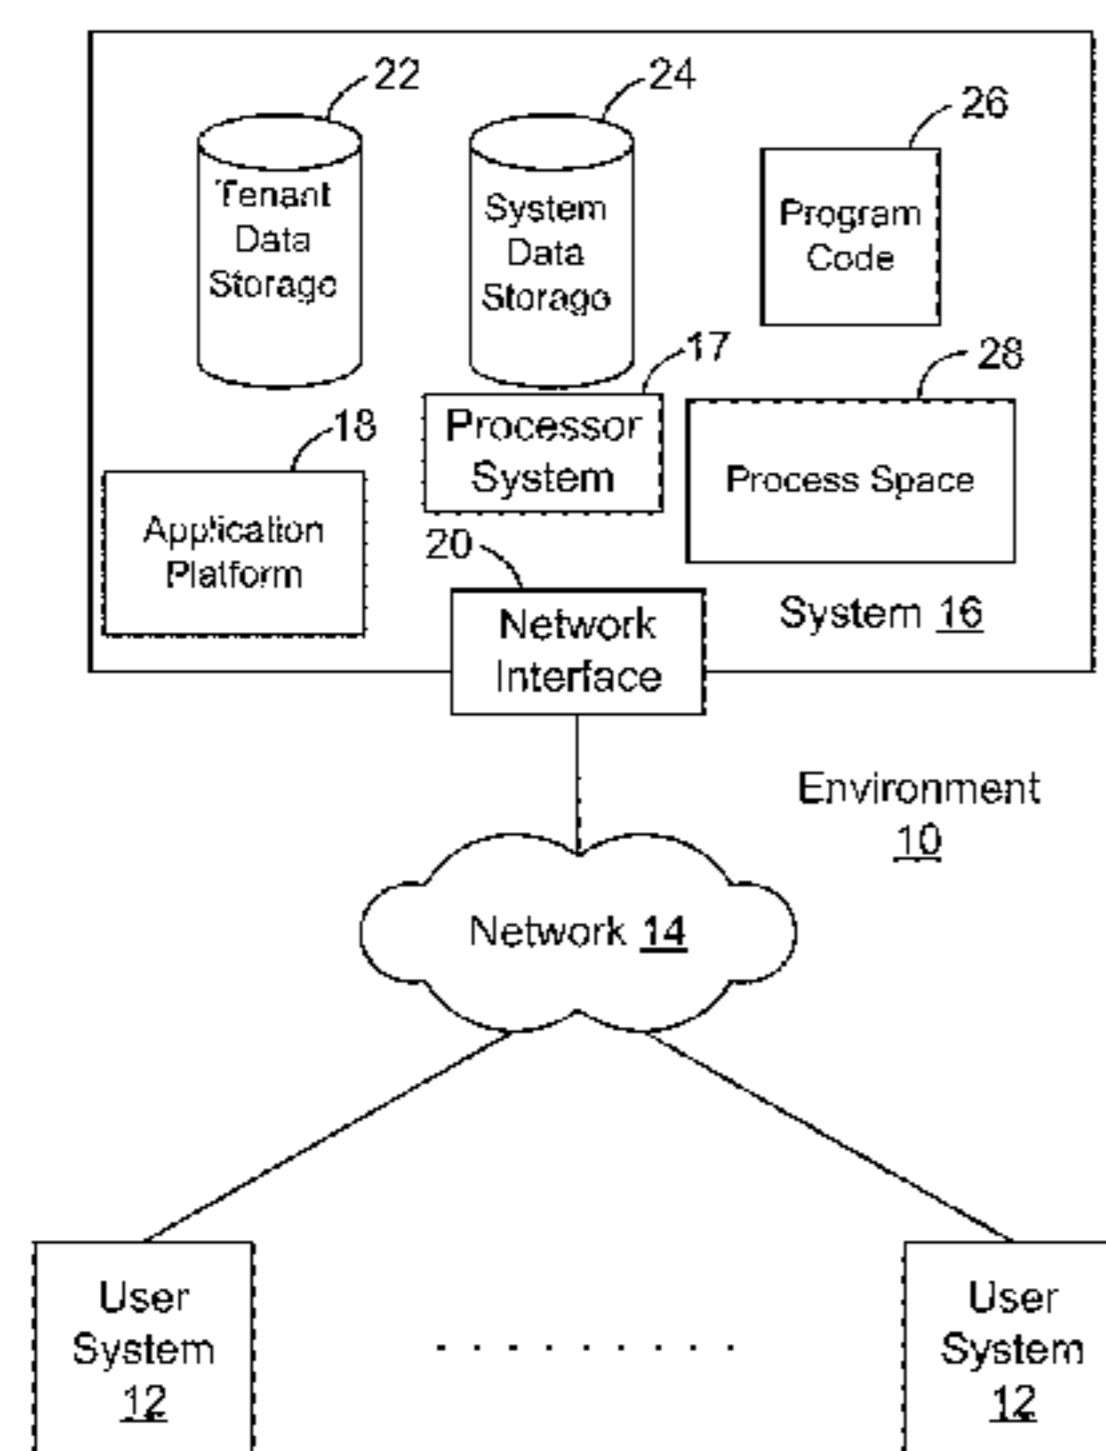 22
24
26
Tenant
Data
Storage
System
Data
Storage
Program
Code
17
28
18
Processor
System
Process Space
Application
Platform
20
Network
Interface
System 16
Environment
10
Network 14
User
System
12
. . . . . . . . .
User
System
12